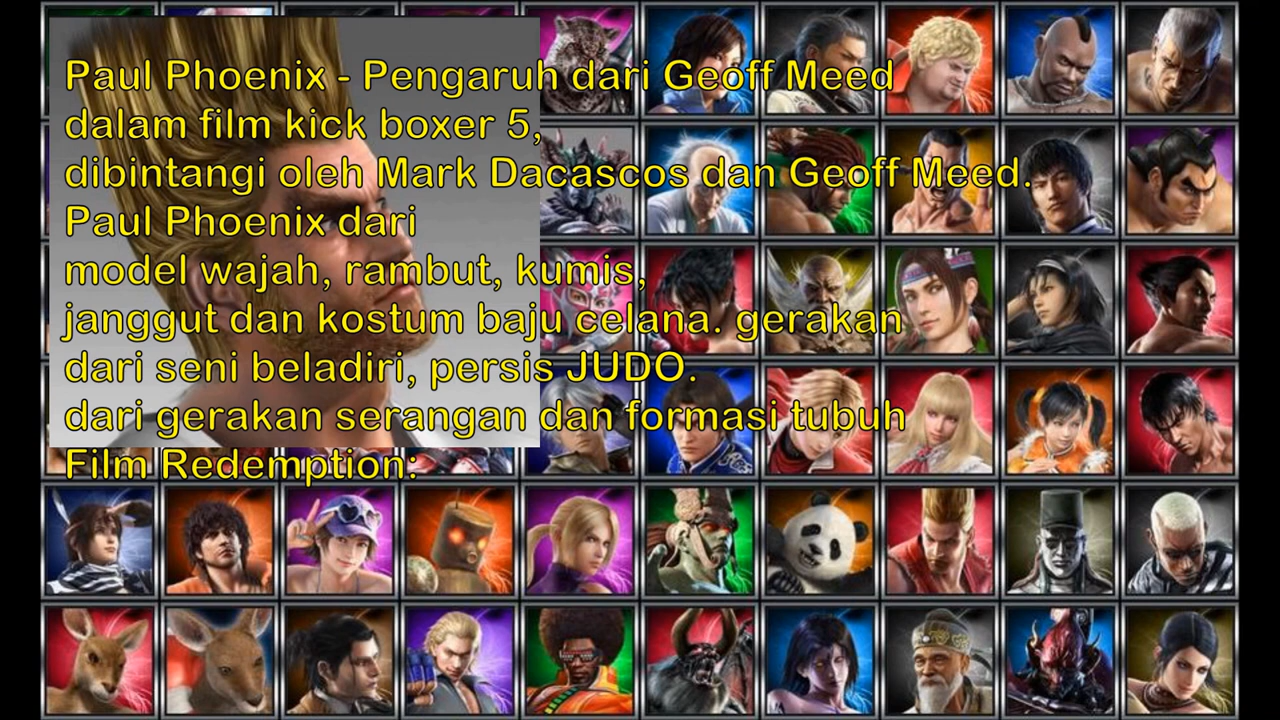 Paul Phoenix - Pengaruh dari Geoff Meed
dalam film kick boxer 5,
dibintangi oleh Mark Dacascos dan Geoff Meed.
Paul Phoenix dari
model wajah, rambut, kumis,
janggut dan kostum baju celana. gerakan
dari seni beladiri, persis JUDO.
dari gerakan serangan dan formasi tubuh
Film Redemption: